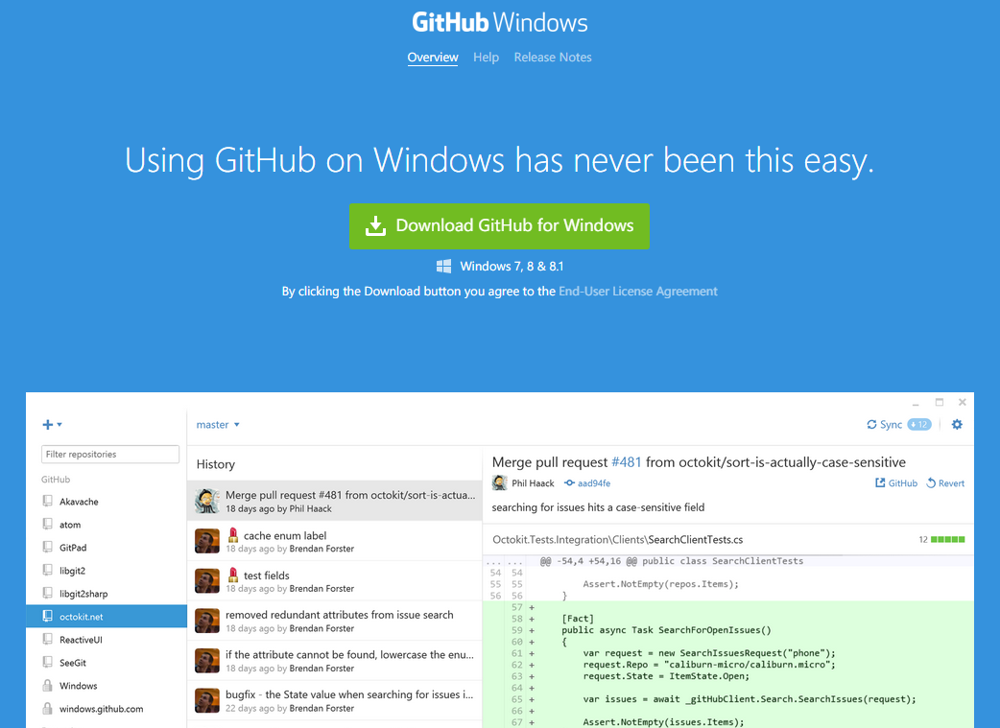 GitHub Windows
Overview Help Release Notes
Using GitHub on Windows has never been this easy.
Download GitHub for Windows
Windows 7, 8 & 8.1
By clicking the Download button you agree to the End-User License Agreement
master
Sync 12
Filter repositories
GitHub
Akavache
atom
GitPad
libgit2
libgit2sharp
octokit.net
ReactiveUI
SeeGit
Windows
windows.github.com
History
Merge pull request #481 from octokit/sort-is-actua...
18 days ago by Phil Haack
cache enum label
18 days ago by Brendan Forster
test fields
18 days ago by Brendan Forster
removed redundant attributes from issue search
18 days ago by Brendan Forster
if the attribute cannot be found, lowercase the enu...
18 days ago by Brendan Forster
bugfix - the State value when searching for issues i...
22 days ago by Brendan Forster
Merge pull request #481 from octokit/sort-is-actually-case-sensitive
Phil Haack aad94fe GitHub Revert
searching for issues hits a case-sensitive field
Octokit.Tests.Integration\Clients\SearchClientTests.cs 12
... ... @@ -54,4 +54,16 @@ public class SearchClientTests
54 54
55 55 Assert.NotEmpty(repos.Items);
56 56 }
57 +
58 + [Fact]
59 + public async Task SearchForOpenIssues()
60 + {
61 + var request = new SearchIssuesRequest("phone");
62 + request.Repo = "caliburn-micro/caliburn.micro";
63 + request.State = ItemState.Open;
64 +
65 + var issues = await _gitHubClient.Search.SearchIssues(request);
66 +
67 + Assert.NotEmpty(issues.Items);